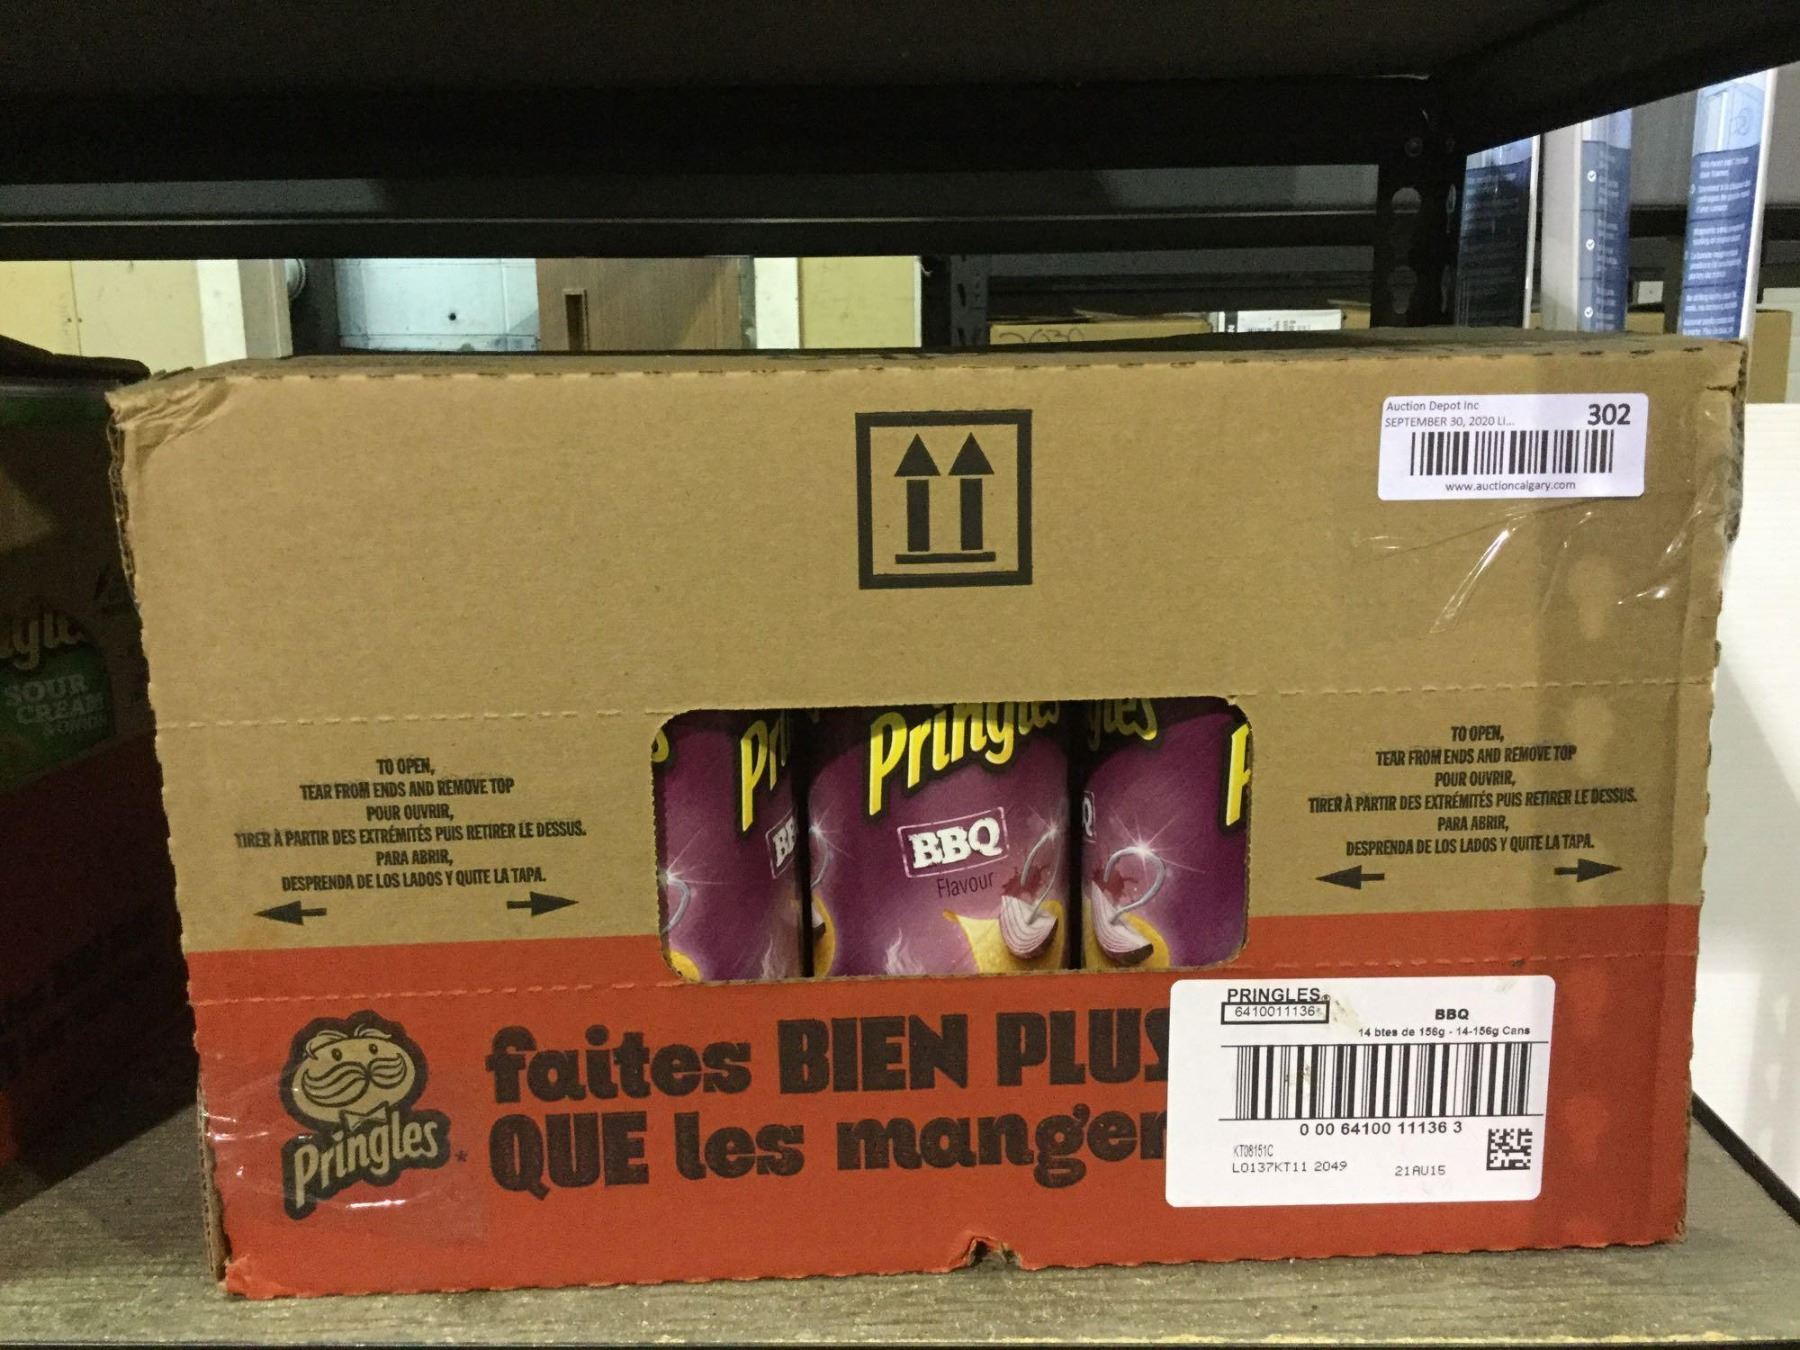 Auction Depot Inc
302
SEPTEMBER 30, 2020 LI...
www.auctioncalgary.com
SOUR
CREAM
TO OPEN,
TEAR FROM ENDS AND REMOVE TOP
POUR OUVRIR,
TIRER À PARTIR DES EXTRÉMITÉS PUIS RETIRER LE DESSUS.
PARA ABRIR,
DESPRENDA DE LOS LADOS Y QUITE LA TAPA.
Pringles
BBQ
Flavour
TO OPEN,
TEAR FROM ENDS AND REMOVE TOP
POUR OUVRIR,
TIRER À PARTIR DES EXTRÉMITÉS PUIS RETIRER LE DESSUS.
PARA ABRIR,
DESPRENDA DE LOS LADOS Y QUITE LA TAPA.
Pringles
faites BIEN PLUS
QUE les manger
PRINGLES®
6410011136
BBQ
14 btes de 156g - 14-156g Cans
0 00 64100 11136 3
KT08151C
L0137KT11 2049
21AU15